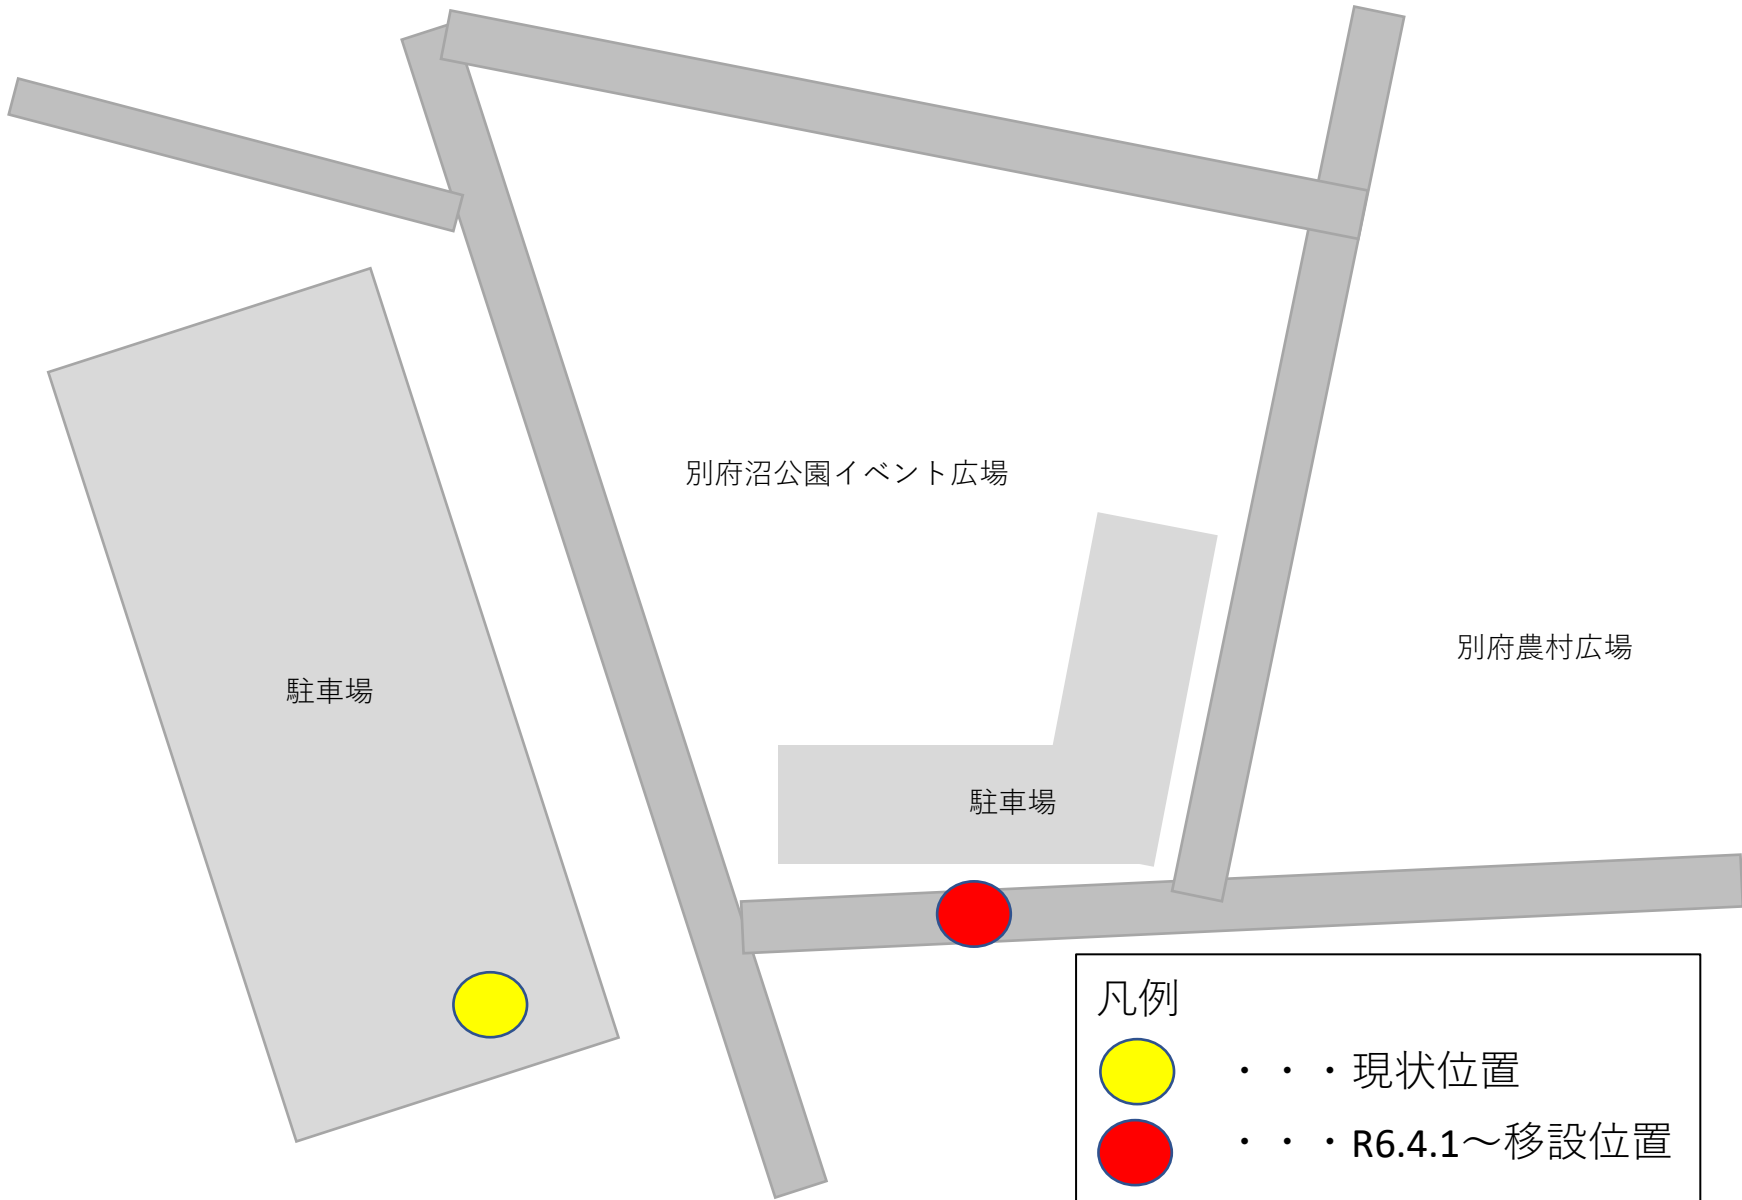 別府沼公園イベント広場
別府農村広場
駐車場
駐車場
凡例
・・・現状位置
・・・R6.4.1～移設位置